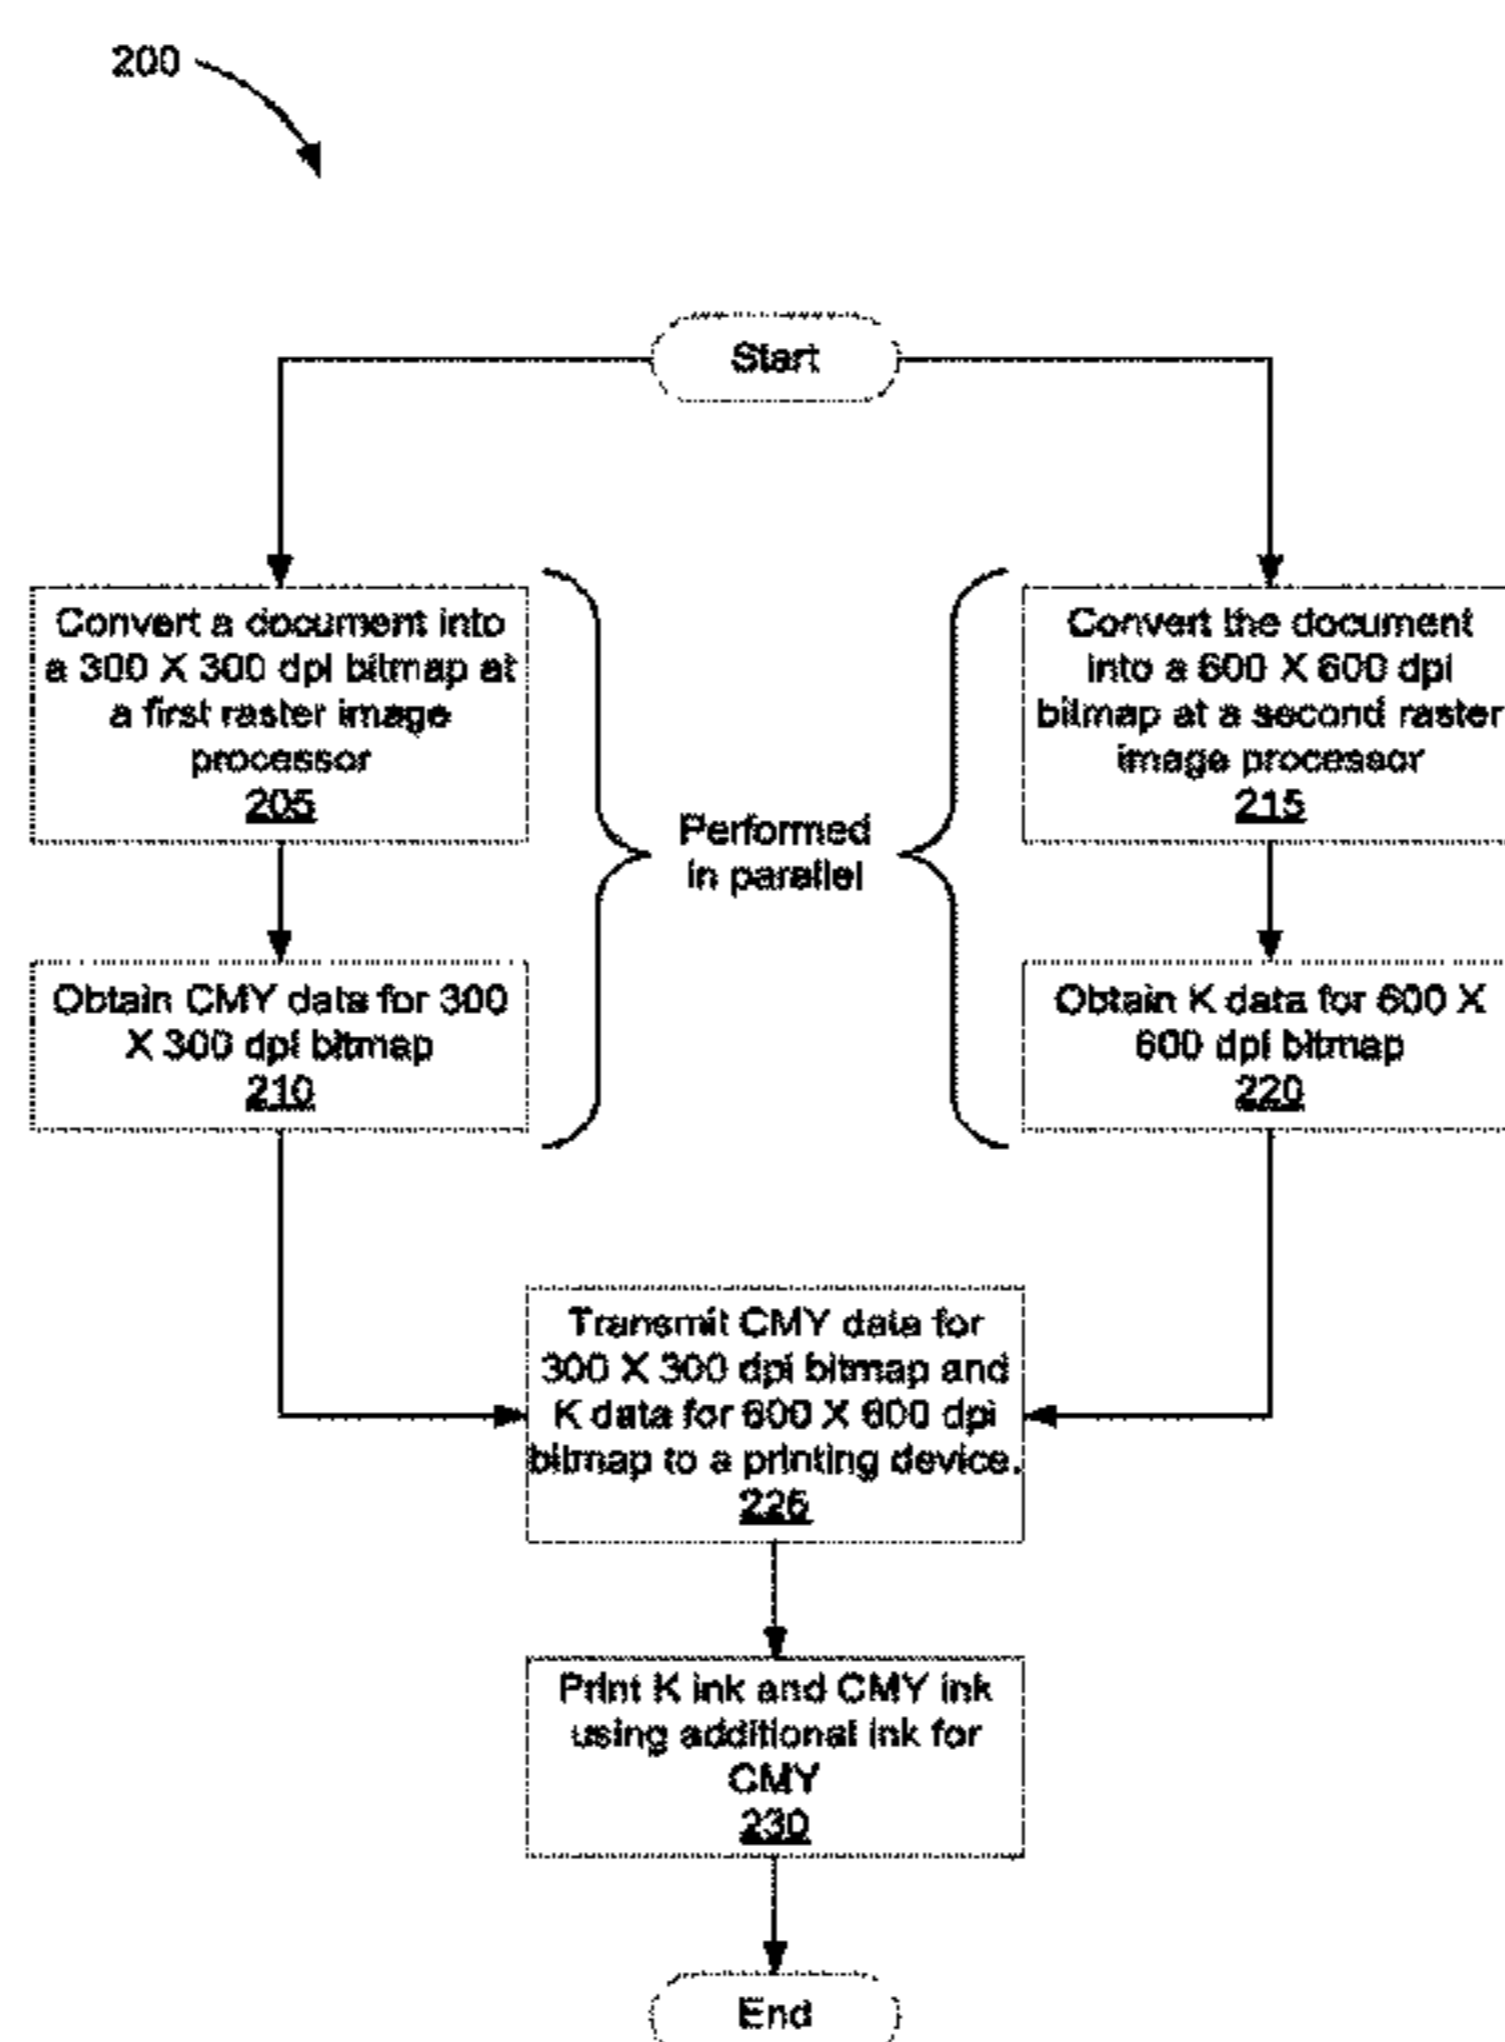 200
Start
Convert a document into
a 300 X 300 dpi bitmap at
a first raster image
processor
205
Convert the document
into a 600 X 600 dpi
bitmap at a second raster
image processor
215
Performed
in parallel
Obtain CMY data for 300
X 300 dpi bitmap
210
Obtain K data for 600 X
600 dpi bitmap
220
Transmit CMY data for
300 X 300 dpi bitmap and
K data for 600 X 600 dpi
bitmap to a printing device.
225
Print K ink and CMY ink
using additional ink for
CMY
230
End